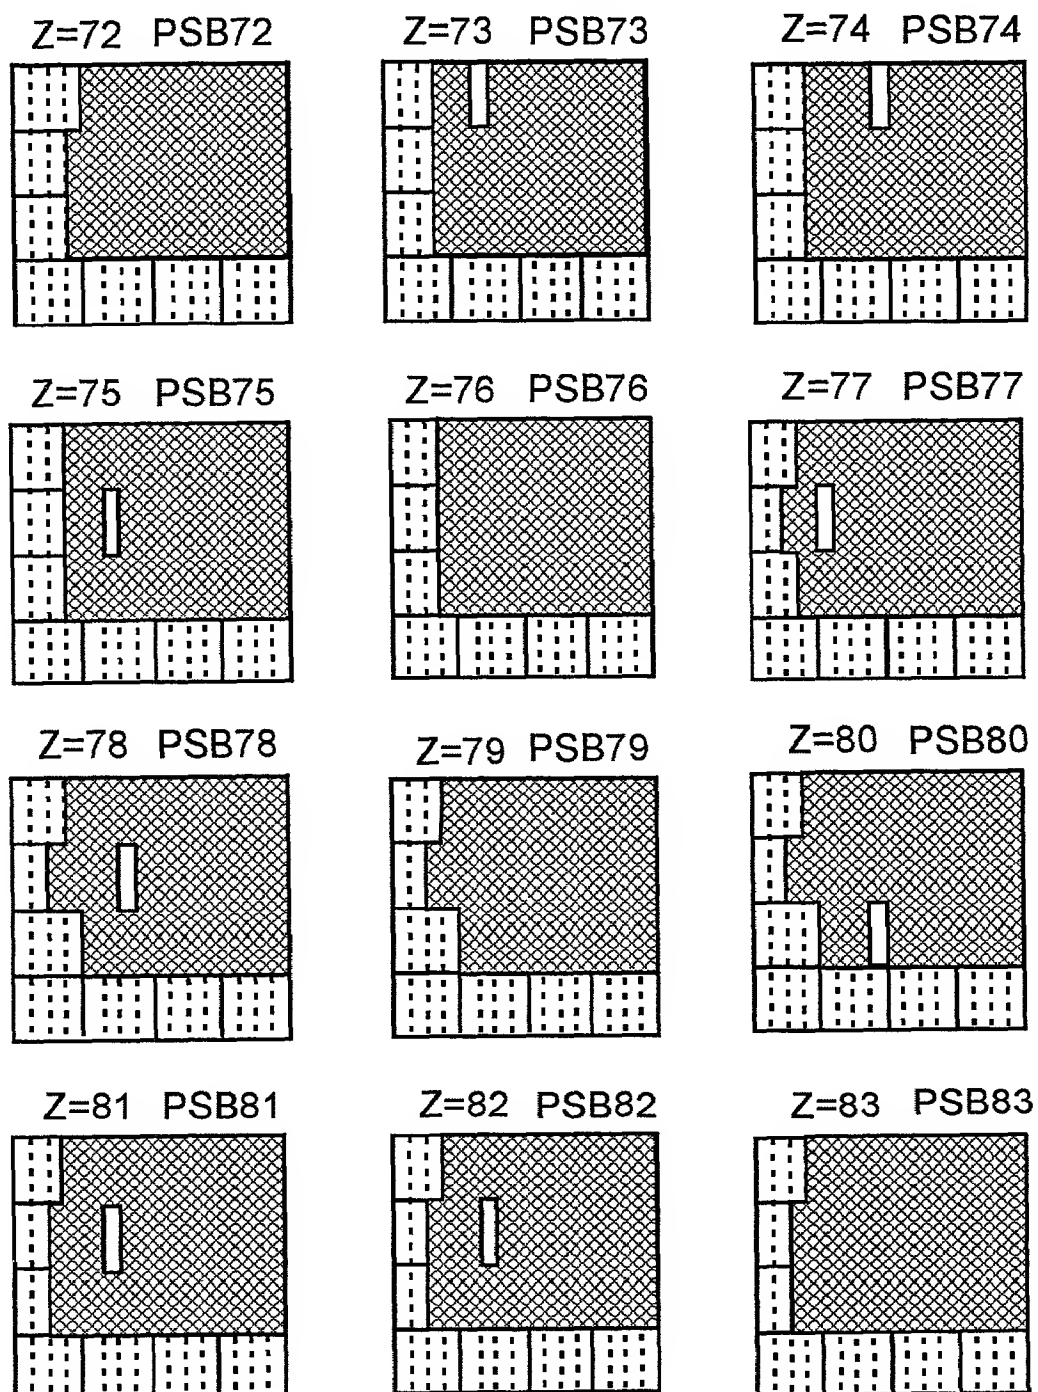 Z=72 PSB72
Z=73 PSB73
Z=74 PSB74
Z=75 PSB75
Z=76 PSB76
Z=77 PSB77
Z=78 PSB78
Z=79 PSB79
Z=80 PSB80
Z=81 PSB81
Z=82 PSB82
Z=83 PSB83